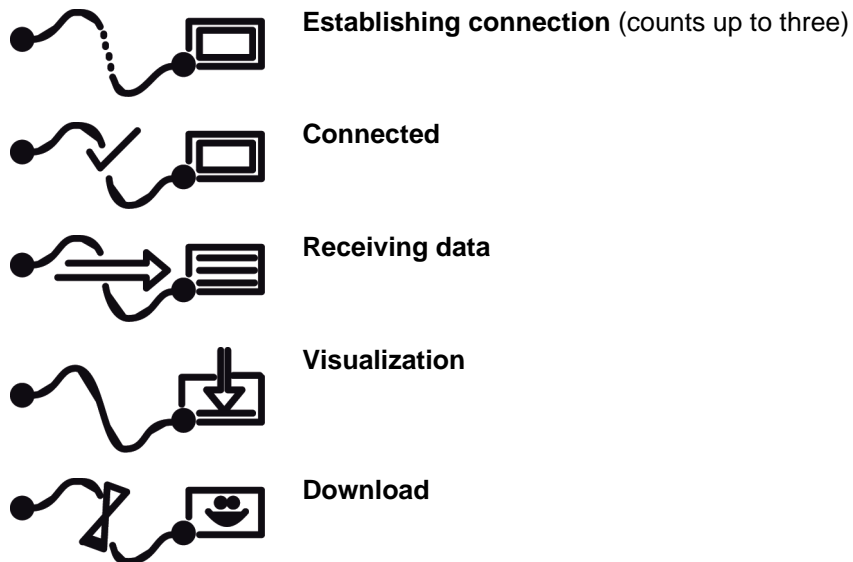 Establishing connection (counts up to three)
Connected
Receiving data
Visualization
Download